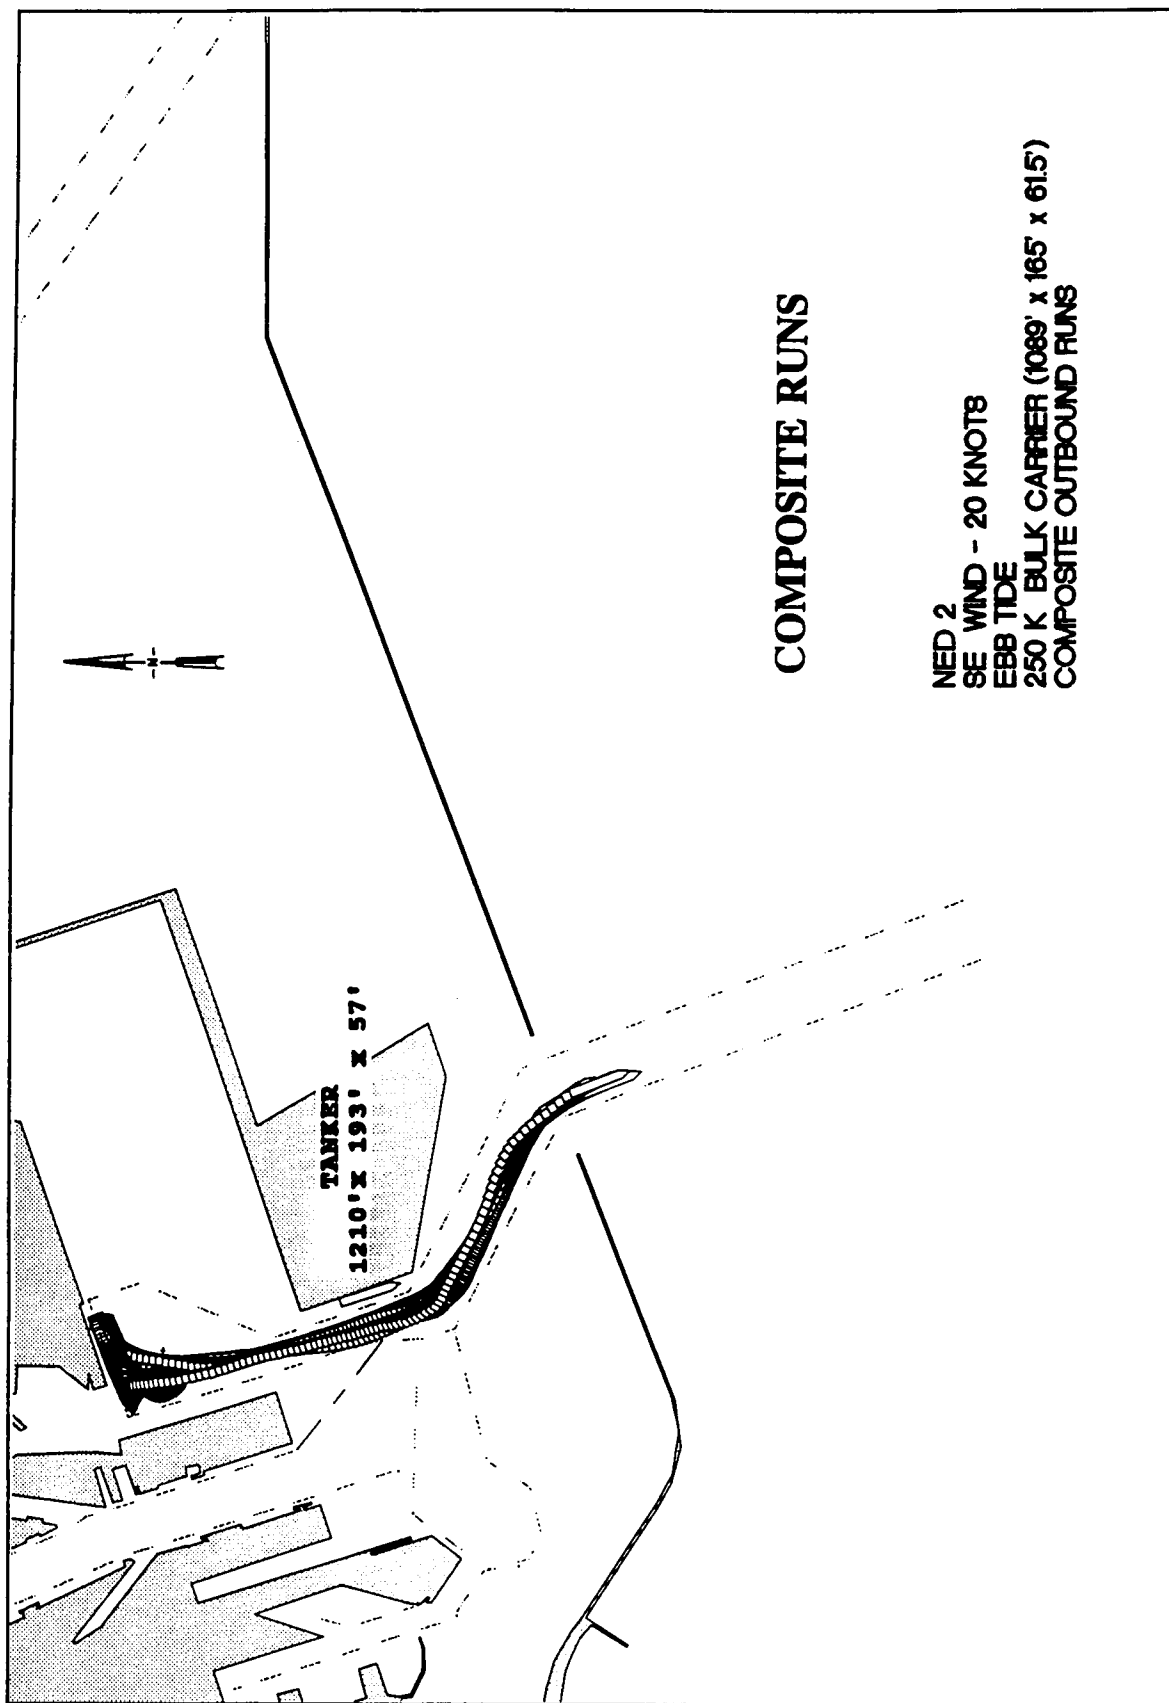 -N-
TANKER
1210'X 193' X 57'
COMPOSITE RUNS
NED 2
SE WIND - 20 KNOTS
EBB TIDE
250 K BULK CARRIER (1089' x 165' x 61.5')
COMPOSITE OUTBOUND RUNS